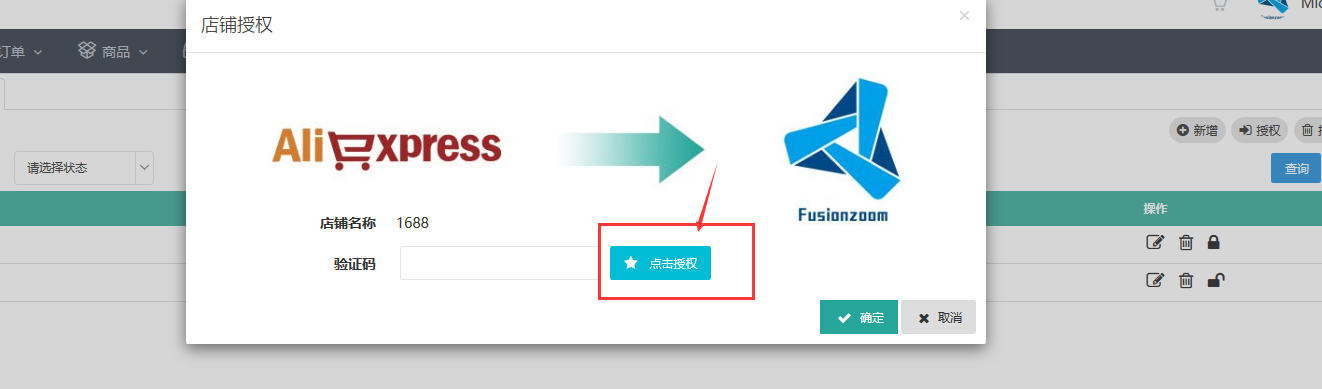 店铺授权
×
订单
商品
AliExpress
Fusionzoom
新增
授权
请选择状态
查询
店铺名称 1688
操作
验证码
点击授权
确定
取消